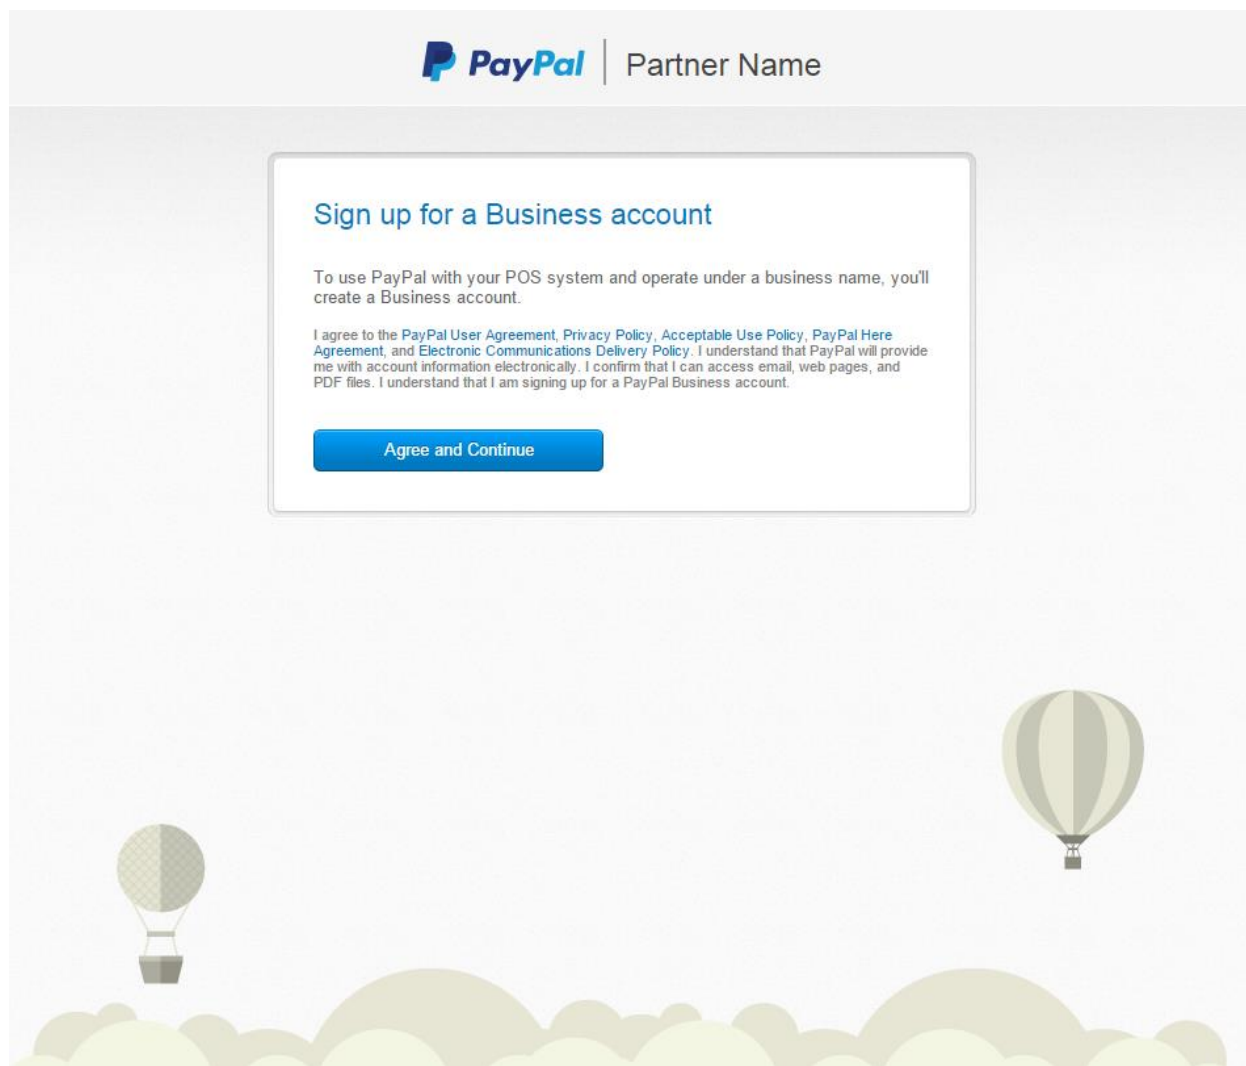 PayPal | Partner Name
Sign up for a Business account
To use PayPal with your POS system and operate under a business name, you'll
create a Business account.
I agree to the PayPal User Agreement, Privacy Policy, Acceptable Use Policy, PayPal Here
Agreement, and Electronic Communications Delivery Policy. I understand that PayPal will provide
me with account information electronically. I confirm that I can access email, web pages, and
PDF files. I understand that I am signing up for a PayPal Business account.
Agree and Continue